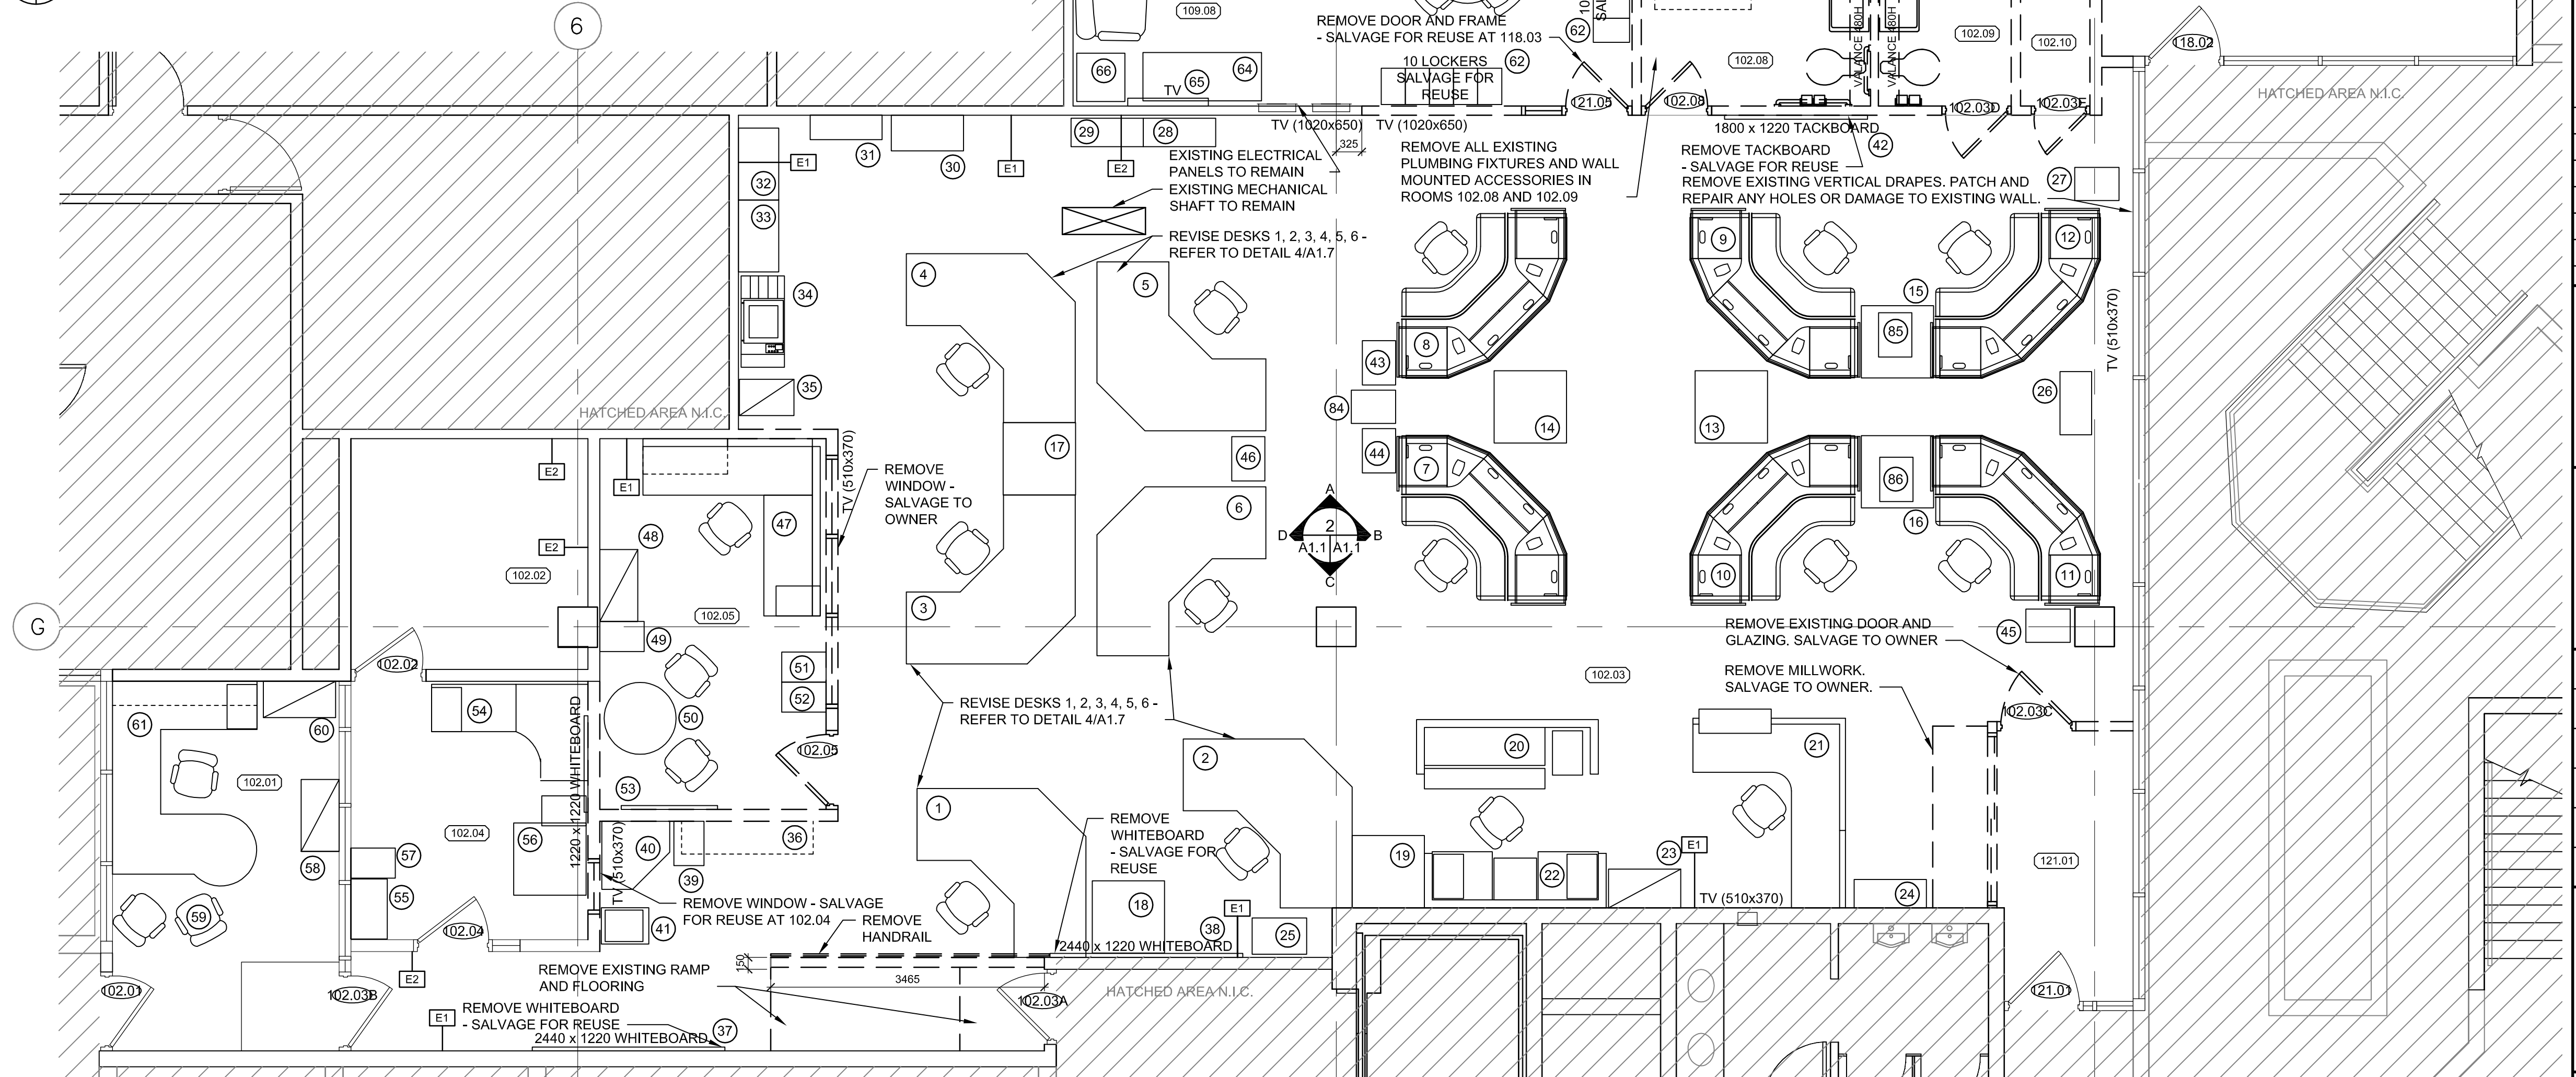 6
109.08
REMOVE DOOR AND FRAME
- SALVAGE FOR REUSE AT 118.03
62
66
65
64
TV
10 LOCKERS
SALVAGE FOR
REUSE
62
121.05
102.08
102.08
VALANCE 480H
VALANCE 480H
102.09
102.10
102.03D
102.03E
118.02
HATCHED AREA N.I.C.
TV (1020x650)
TV (1020x650)
325
1800 x 1220 TACKBOARD
42
31
30
29
28
E1
E1
E2
EXISTING ELECTRICAL
PANELS TO REMAIN
EXISTING MECHANICAL
SHAFT TO REMAIN
REMOVE ALL EXISTING
PLUMBING FIXTURES AND WALL
MOUNTED ACCESSORIES IN
ROOMS 102.08 AND 102.09
REMOVE TACKBOARD
- SALVAGE FOR REUSE
REMOVE EXISTING VERTICAL DRAPES. PATCH AND
REPAIR ANY HOLES OR DAMAGE TO EXISTING WALL.
27
32
33
34
35
REVISE DESKS 1, 2, 3, 4, 5, 6 -
REFER TO DETAIL 4/A1.7
4
5
9
12
15
85
8
43
84
44
14
13
26
TV (510x370)
HATCHED AREA N.I.C.
TV (510x370)
REMOVE
WINDOW -
SALVAGE TO
OWNER
17
46
7
86
16
10
11
6
A
D
2
B
A1.1
A1.1
C
E2
E1
E2
102.02
47
48
102.05
49
3
G
102.02
REMOVE EXISTING DOOR AND
GLAZING. SALVAGE TO OWNER
45
REMOVE MILLWORK.
SALVAGE TO OWNER.
102.03
102.03C
51
52
50
102.05
53
REVISE DESKS 1, 2, 3, 4, 5, 6 -
REFER TO DETAIL 4/A1.7
61
60
54
102.01
1220 x 1220 WHITEBOARD
102.04
2
20
21
1
REMOVE
WHITEBOARD
- SALVAGE FOR
REUSE
36
40
39
TV (510x370)
56
57
58
55
59
19
22
23
E1
24
121.01
TV (510x370)
REMOVE WINDOW - SALVAGE
FOR REUSE AT 102.04
REMOVE
HANDRAIL
41
18
38
E1
25
2440 x 1220 WHITEBOARD
102.04
E2
REMOVE EXISTING RAMP
AND FLOORING
150
3465
102.01
102.03B
102.03A
HATCHED AREA N.I.C.
121.01
E1
REMOVE WHITEBOARD
- SALVAGE FOR REUSE
2440 x 1220 WHITEBOARD
37